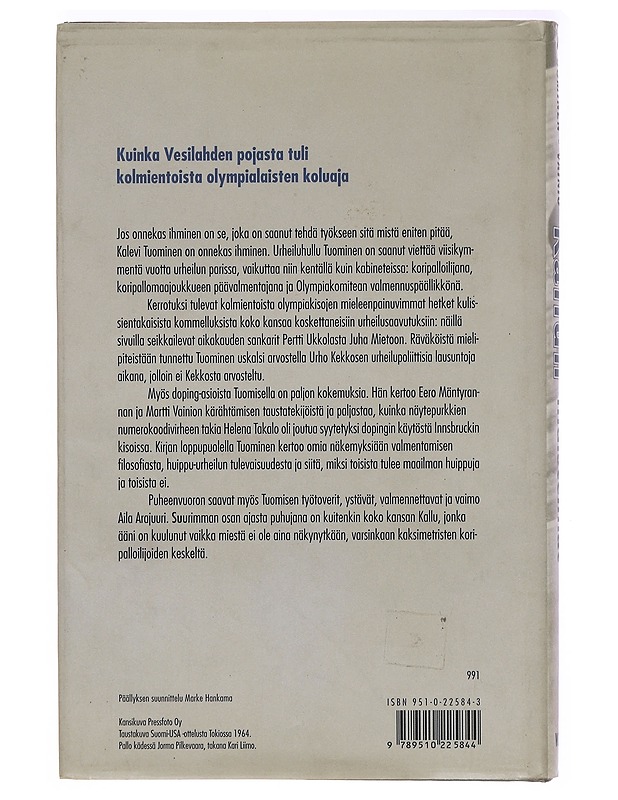 Kuinka Vesilahden pojasta tuli
kolmientoista olympialaisten koluaja
Jos onnekas ihminen on se, joka on saanut tehdä työkseen sitä mistä eniten pitää,
Kalevi Tuominen on onnekas ihminen. Urheiluhullu Tuominen on saanut viettää viisikym-
mentä vuotta urheilun parissa, vaikuttaa niin kentällä kuin kabineteissa: koripalloilijana,
koripallomaajoukkueen päävalmentajana ja Olympiakomitean valmennuspäällikkönä.
Kerrotuksi tulevat kolmientoista olympiakisojen mieleenpainuvimmat hetket kulis-
sientakaisista kommelluksista koko kansaa koskettaneisiin urheilusaavutuksiin: näillä
sivuilla seikkailevat aikakauden sankarit Pertti Ukkolasta Juha Mietoon. Räväköistä mieli-
piteistään tunnettu Tuominen uskalsi arvostella Urho Kekkosen urheilupoliittisia lausuntoja
aikana, jolloin ei Kekkosta arvosteltu.
Myös doping-asioista Tuomisella on paljon kokemuksia. Hän kertoo Eero Mäntyran-
nan ja Martti Vainion kärähtämisen taustatekijöistä ja paljastaa, kuinka näytepurkkien
numerokoodivirheen takia Helena Takalo oli joutua syytetyksi dopingin käytöstä Innsbruckin
kisoissa. Kirjan loppupuolella Tuominen kertoo omia näkemyksiään valmentamisen
filosofiasta, huippu-urheilun tulevaisuudesta ja siitä, miksi toisista tulee maailman huippuja
ja toisista ei.
Puheenvuoron saavat myös Tuomisen työtoverit, ystävät, valmennettavat ja vaimo
Aila Arajuuri. Suurimman osan ajasta puhujana on kuitenkin koko kansan Kallu, jonka
ääni on kuulunut vaikka miestä ei ole aina näkynytkään, varsinkaan kaksimetristen kori-
palloilijoiden keskeltä.
991
Päällyksen suunnittelu Marke Hankama
ISBN 951-0-22584-3
Kansikuva Pressfoto Oy
Taustakuva Suomi-USA -ottelusta Tokiossa 1964.
Pallo kädessä Jorma Pilkevaara, takana Kari Liimo.
9 789510 225844